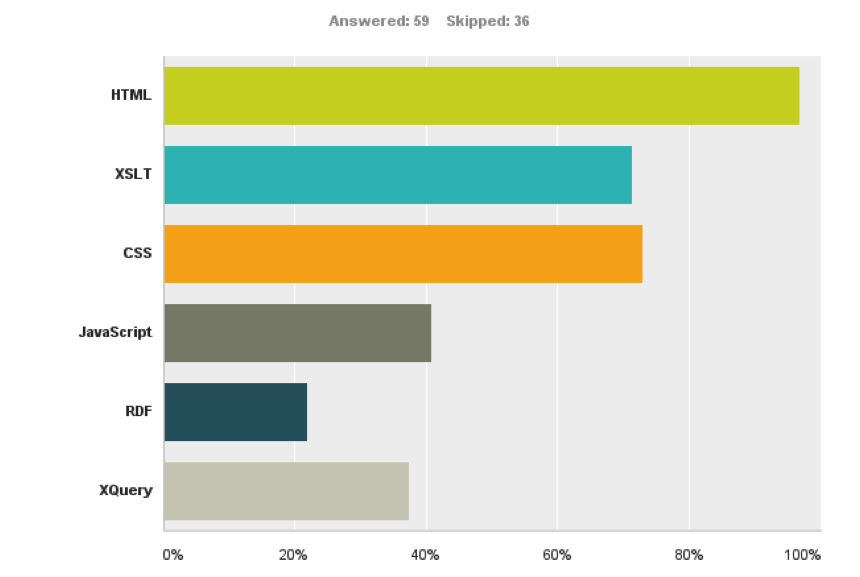 Answered: 59 Skipped: 36
HTML
XSLT
CSS
JavaScript
RDF
XQuery
0% 20% 40% 60% 80% 100%